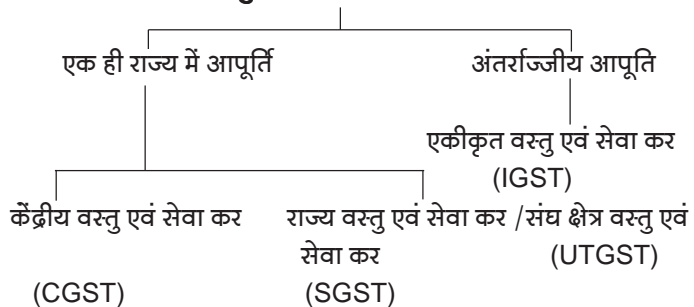 एक ही राज्य में आपूर्ति
अंतर्राज्जीय आपूति
एकीकृत वस्तु एवं सेवा कर
(IGST)
केंद्रीय वस्तु एवं सेवा कर
राज्य वस्तु एवं सेवा कर /संघ क्षेत्र वस्तु एवं
सेवा कर
(UTGST)
(CGST)
(SGST)